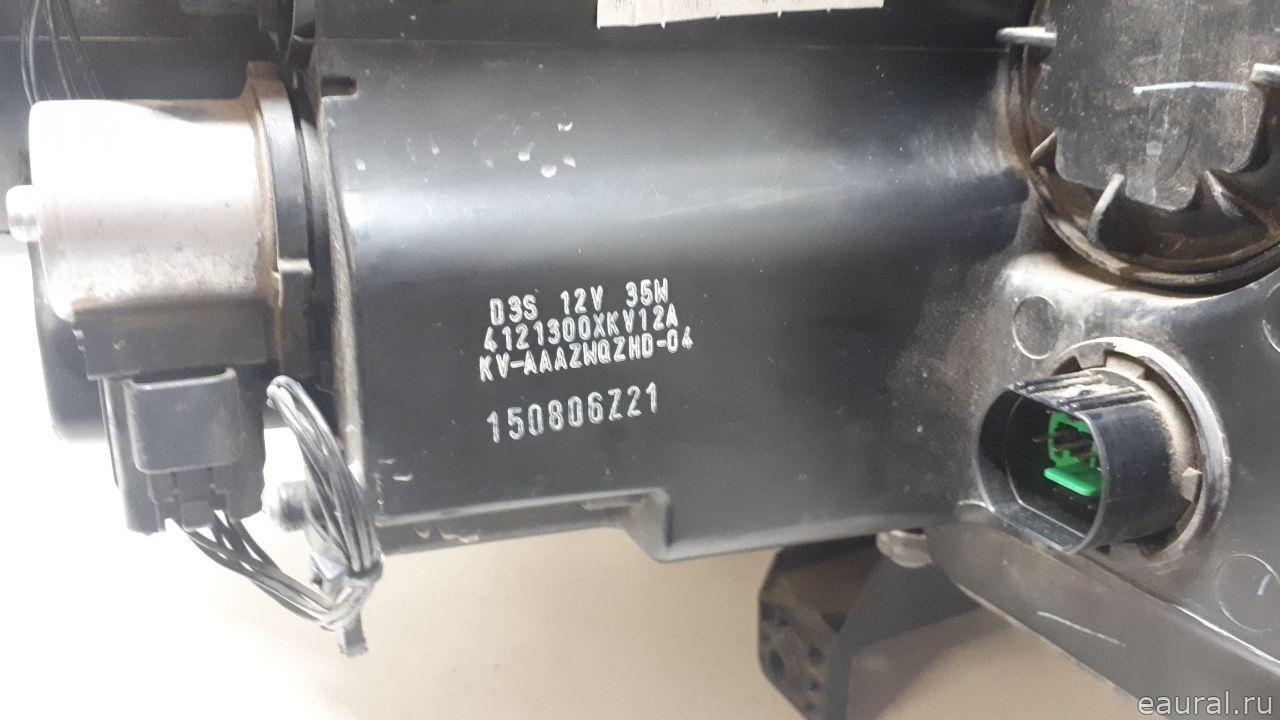 D3S 12V 35W
4121300XKV12A
KV-AAAZWQZHD-04
150806Z21
eaural.ru